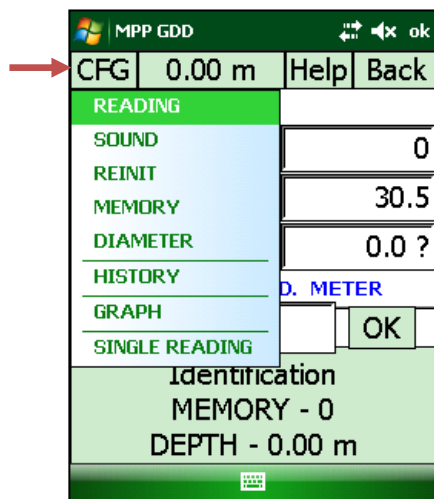 MPP GDD ok
CFG 0.00 m Help Back
READING
SOUND
0
REINIT
MEMORY
30.5
DIAMETER
0.0 ?
HISTORY
D. METER
GRAPH
OK
SINGLE READING
Identification
MEMORY - 0
DEPTH - 0.00 m